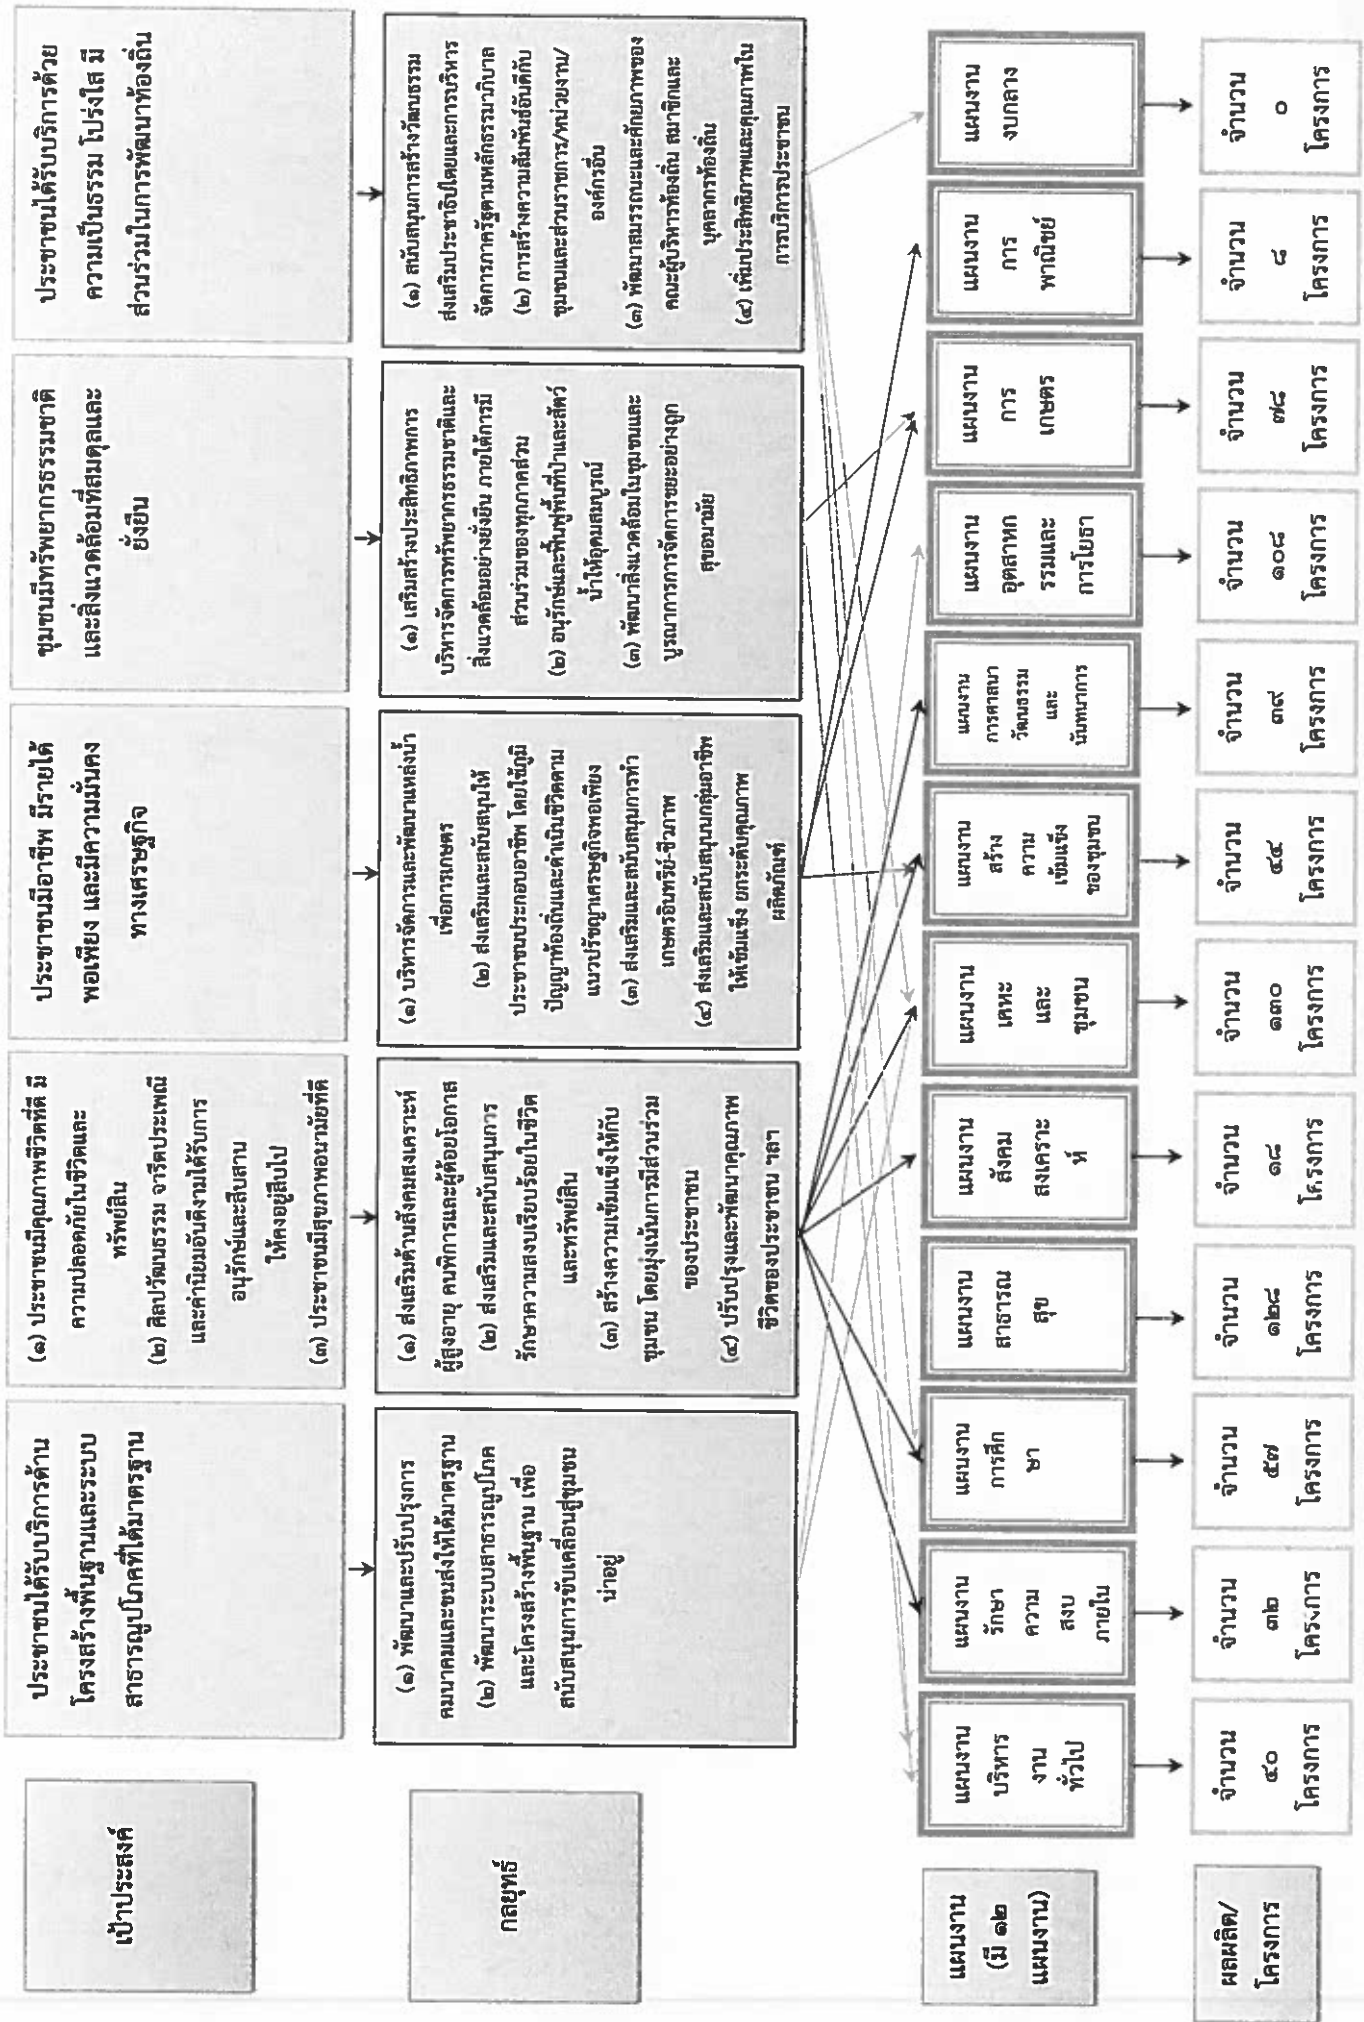 เป้าประสงค์
ประชาชนได้รับบริการด้าน
โครงสร้างพื้นฐานและระบบ
สาธารณูปโภคที่ได้มาตรฐาน
(๑) ประชาชนมีคุณภาพชีวิตที่ดี มี
ความปลอดภัยในชีวิตและ
ทรัพย์สิน
(๒) ศิลปวัฒนธรรม จารีตประเพณี
และค่านิยมอันดีงามได้รับการ
อนุรักษ์และสืบสาน
ให้คงอยู่สืบไป
(๓) ประชาชนมีสุขภาพอนามัยที่ดี
ประชาชนมีอาชีพ มีรายได้
พอเพียง และมีความมั่นคง
ทางเศรษฐกิจ
ชุมชนมีทรัพยากรธรรมชาติ
และสิ่งแวดล้อมที่สมดุลและ
ยั่งยืน
ประชาชนได้รับบริการด้วย
ความเป็นธรรม โปร่งใส มี
ส่วนร่วมในการพัฒนาท้องถิ่น
กลยุทธ์
(๑) พัฒนาและปรับปรุงการ
คมนาคมและขนส่งให้ได้มาตรฐาน
(๒) พัฒนาระบบสาธารณูปโภค
และโครงสร้างพื้นฐาน เพื่อ
สนับสนุนการขับเคลื่อนสู่ชุมชน
น่าอยู่
(๑) ส่งเสริมด้านสังคมสงเคราะห์
ผู้สูงอายุ คนพิการและผู้ด้อยโอกาส
(๒) ส่งเสริมและสนับสนุนการ
รักษาความสงบเรียบร้อยในชีวิต
และทรัพย์สิน
(๓) สร้างความเข้มแข็งให้กับ
ชุมชน โดยมุ่งเน้นการมีส่วนร่วม
ของประชาชน
(๔) ปรับปรุงและพัฒนาคุณภาพ
ชีวิตของประชาชน ฯลฯ
(๑) บริหารจัดการและพัฒนาแหล่งน้ำ
เพื่อการเกษตร
(๒) ส่งเสริมและสนับสนุนให้
ประชาชนประกอบอาชีพ โดยใช้ภูมิ
ปัญญาท้องถิ่นและดำเนินชีวิตตาม
แนวปรัชญาเศรษฐกิจพอเพียง
(๓) ส่งเสริมและสนับสนุนการทำ
เกษตรอินทรีย์-ชีวภาพ
(๔) ส่งเสริมและสนับสนุนกลุ่มอาชีพ
ให้เข้มแข็ง ยกระดับคุณภาพ
ผลิตภัณฑ์
(๑) เสริมสร้างประสิทธิภาพการ
บริหารจัดการทรัพยากรธรรมชาติและ
สิ่งแวดล้อมอย่างยั่งยืน ภายใต้การมี
ส่วนร่วมของทุกภาคส่วน
(๒) อนุรักษ์และฟื้นฟูพื้นที่ป่าและสัตว์
น้ำให้อุดมสมบูรณ์
(๓) พัฒนาสิ่งแวดล้อมในชุมชนและ
บูรณาการการจัดการขยะอย่างถูก
สุขอนามัย
(๑) สนับสนุนการสร้างวัฒนธรรม
ส่งเสริมประชาธิปไตยและการบริหาร
จัดการภาครัฐตามหลักธรรมาภิบาล
(๒) การสร้างความสัมพันธ์อันดีกับ
ชุมชนและส่วนราชการ/หน่วยงาน/
องค์กรอื่น
(๓) พัฒนาสมรรถนะและศักยภาพของ
คณะผู้บริหารท้องถิ่น สมาชิกและ
บุคลากรท้องถิ่น
(๔) เพิ่มประสิทธิภาพและคุณภาพใน
การบริการประชาชน
แผนงาน
(มี ๑๒
แผนงาน)
แผนงาน
บริหาร
งาน
ทั่วไป
แผนงาน
รักษา
ความ
สงบ
ภายใน
แผนงาน
การศึก
ษา
แผนงาน
สาธารณ
สุข
แผนงาน
สังคม
สงเคราะ
ห์
แผนงาน
เคหะ
และ
ชุมชน
แผนงาน
สร้าง
ความ
เข้มแข็ง
ของชุมชน
แผนงาน
การศาสนา
วัฒนธรรม
และ
นันทนาการ
แผนงาน
อุตสาหก
รรมและ
การโยธา
แผนงาน
การ
เกษตร
แผนงาน
การ
พาณิชย์
แผนงาน
งบกลาง
ผลผลิต/
โครงการ
จำนวน
๔๐
โครงการ
จำนวน
๓๒
โครงการ
จำนวน
๕๗
โครงการ
จำนวน
๑๒๘
โครงการ
จำนวน
๑๘
โครงการ
จำนวน
๑๓๐
โครงการ
จำนวน
๔๔
โครงการ
จำนวน
๓๙
โครงการ
จำนวน
๑๐๘
โครงการ
จำนวน
๗๘
โครงการ
จำนวน
๘
โครงการ
จำนวน
๐
โครงการ